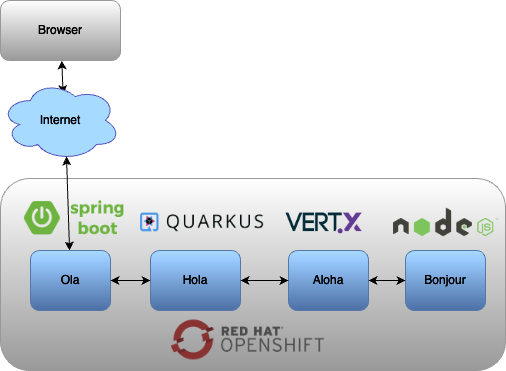 Browser
Internet
spring
boot
QUARKUS
VERT.X
node
JS
Ola
Hola
Aloha
Bonjour
RED HAT®
OPENSHIFT